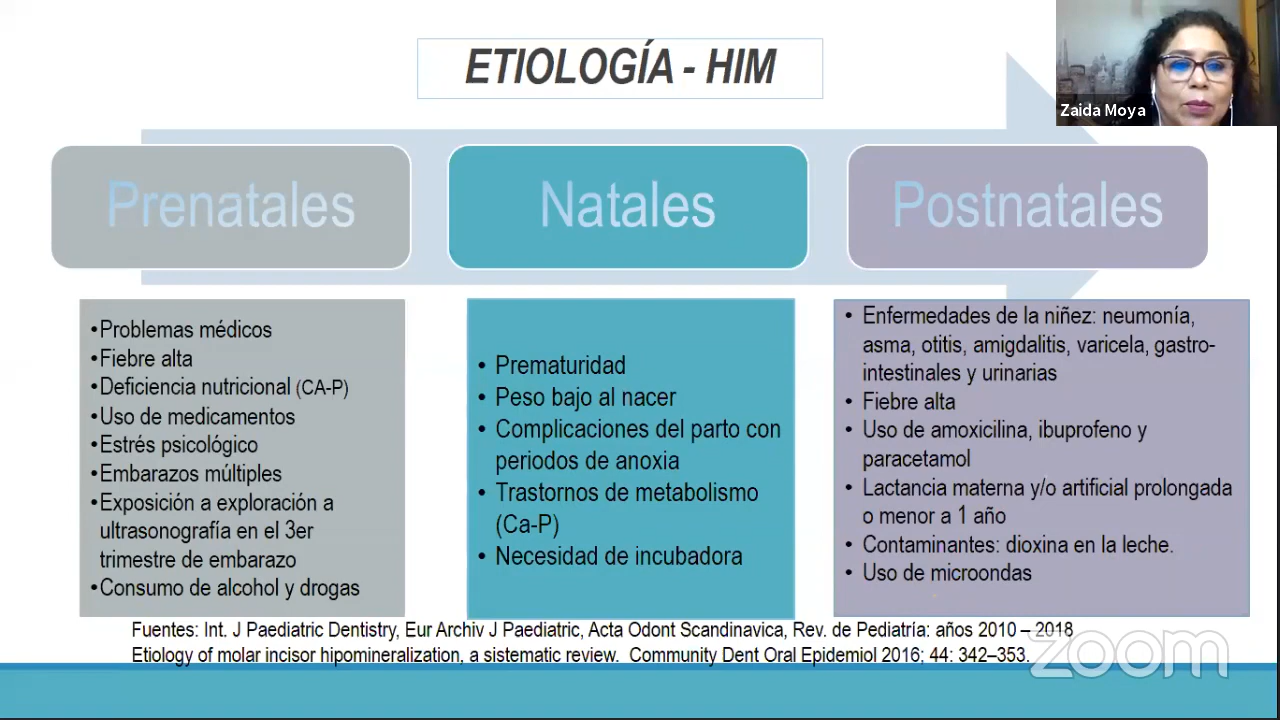 ETIOLOGÍA - HIM
Zaida Moya
Prenatales
Natales
Postnatales
•Problemas médicos
•Fiebre alta
•Deficiencia nutricional (CA-P)
•Uso de medicamentos
•Estrés psicológico
•Embarazos múltiples
•Exposición a exploración a
ultrasonografía en el 3er
trimestre de embarazo
•Consumo de alcohol y drogas
• Prematuridad
• Peso bajo al nacer
• Complicaciones del parto con
periodos de anoxia
• Trastornos de metabolismo
(Ca-P)
• Necesidad de incubadora
• Enfermedades de la niñez: neumonía,
asma, otitis, amigdalitis, varicela, gastro-
intestinales y urinarias
• Fiebre alta
• Uso de amoxicilina, ibuprofeno y
paracetamol
• Lactancia materna y/o artificial prolongada
o menor a 1 año
• Contaminantes: dioxina en la leche.
• Uso de microondas
Fuentes: Int. J Paediatric Dentistry, Eur Archiv J Paediatric, Acta Odont Scandinavica, Rev. de Pediatría: años 2010 – 2018
Etiology of molar incisor hipomineralization, a sistematic review. Community Dent Oral Epidemiol 2016; 44: 342–353.
zoom